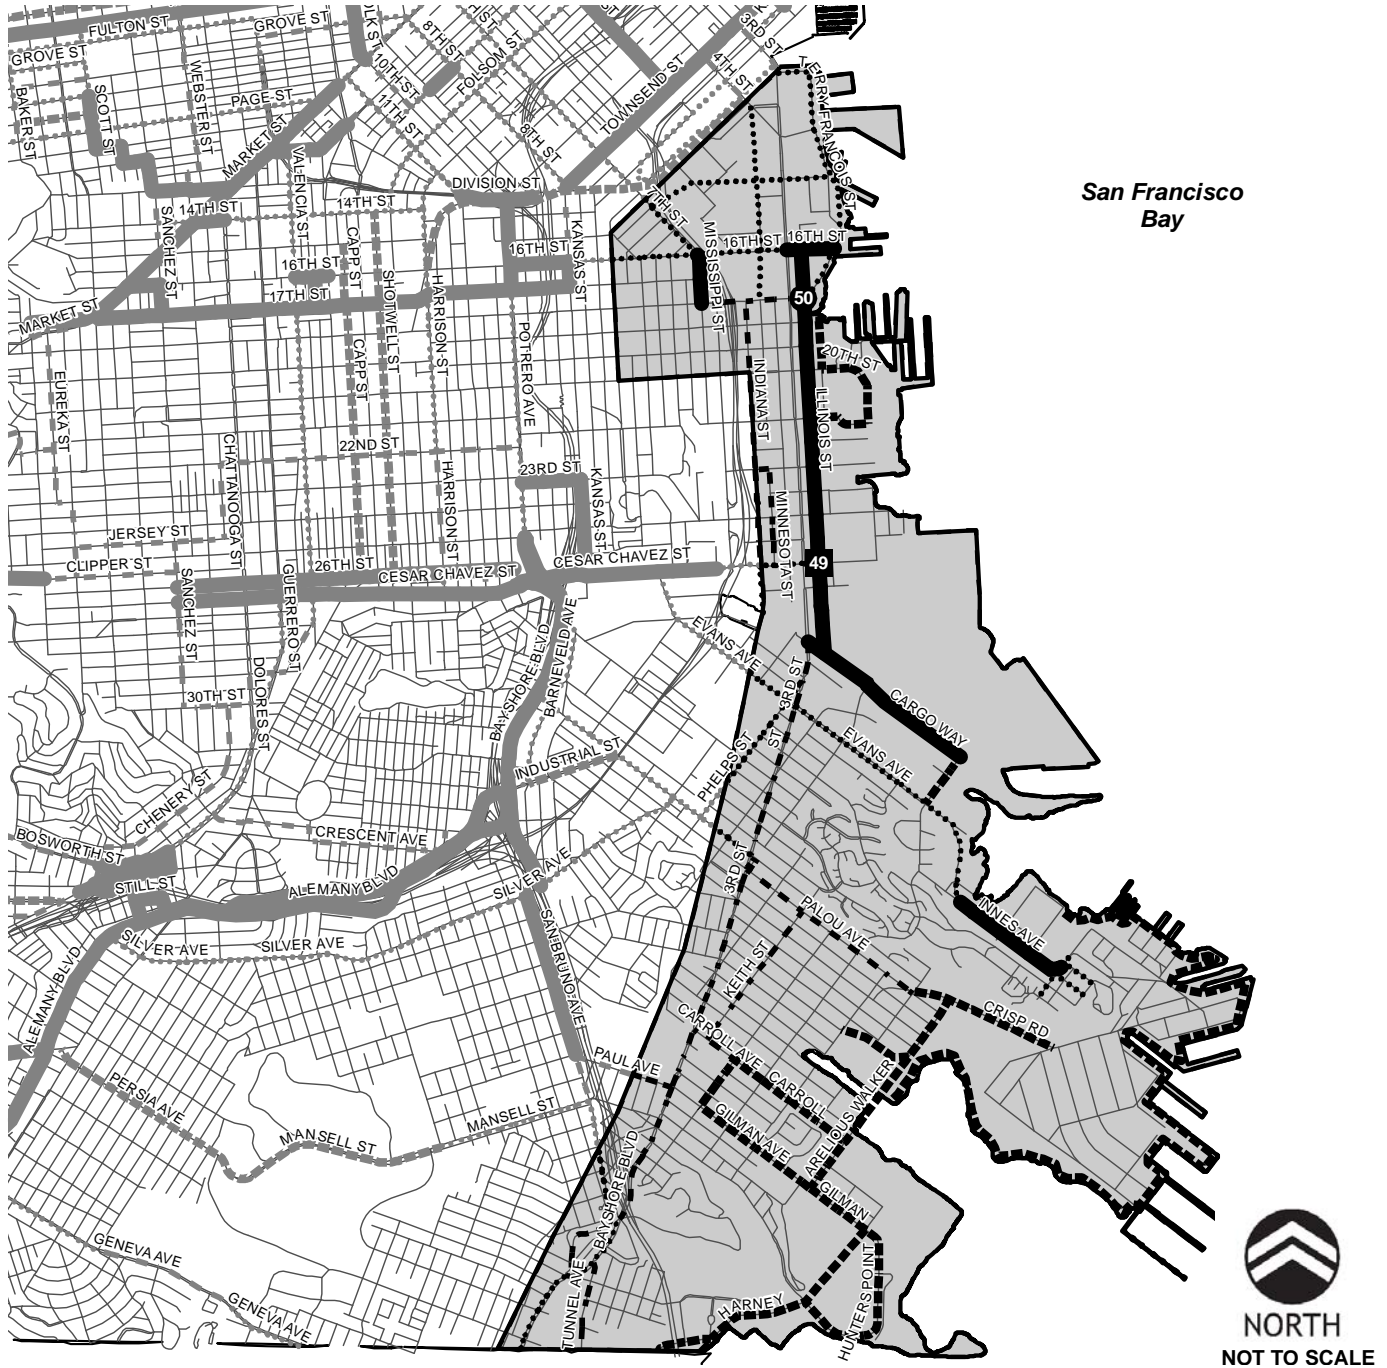 FULTON ST
GROVE ST
OLK ST
8TH ST
H ST
ST
3RD ST
K
GROVE ST
10TH ST
FOLSOM ST
4TH ST
TERRY FRANCOIS ST
BAKER ST
SCOTT ST
WEBSTER ST
PAGE ST
11TH ST
TOWNSEND ST
8TH ST
MARKET ST
VALENCIA ST
DIVISION ST
San Francisco
Bay
7TH ST
14TH ST
14TH ST
SANCHEZ ST
CAPP ST
KANSAS ST
MISSISSIPPI ST
16TH ST
16TH ST
16TH ST
16TH ST
17TH ST
SHOTWELL ST
HARRISON ST
50
MARKET ST
POTRERO AVE
CAPP ST
20TH ST
EUREKA ST
INDIANA ST
ILLINOIS ST
22ND ST
CHATTANOOGA ST
HARRISON ST
23RD ST
KANSAS ST
MINNESOTA ST
JERSEY ST
CLIPPER ST
26TH ST
CESAR CHAVEZ ST
CESAR CHAVEZ ST
49
SANCHEZ ST
GUERRERO ST
BARNEVELD AVE
BAYSHORE BLVD
EVANS AVE
3RD ST
DOLORES ST
30TH ST
CARGO WAY
ST
EVANS AVE
INDUSTRIAL ST
PHELPS ST
CHENERY ST
CRESCENT AVE
BOSWORTH ST
STILL ST
ALEMANY BLVD
SILVER AVE
3RD ST
PALOU AVE
INNES AVE
SILVER AVE
SILVER AVE
SAN BRUNO AVE
KEITH ST
ALEMANY BLVD
CRISP RD
CARROLL AVE
PAUL AVE
CARROLL
ARELIOUS WALKER
PERSIA AVE
MANSELL ST
MANSELL ST
GILMAN AVE
GILMAN
BAYSHORE BLVD
GENEVA AVE
GENEVA AVE
TUNNEL AVE
HARNEY
HUNTERS POINT
NORTH
NOT TO SCALE